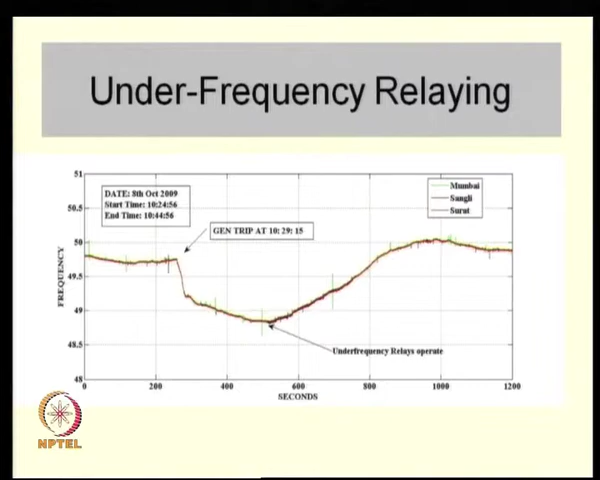 Under-Frequency Relaying
51
50.5
50
49.5
49
48.5
48
FREQUENCY
DATE: 8th Oct 2009
Start Time: 10:24:56
End Time: 10:44:56
GEN TRIP AT 10: 29: 15
Mumbai
Sangli
Surat
Underfrequency Relays operate
0
200
400
600
800
1000
1200
SECONDS
NPTEL